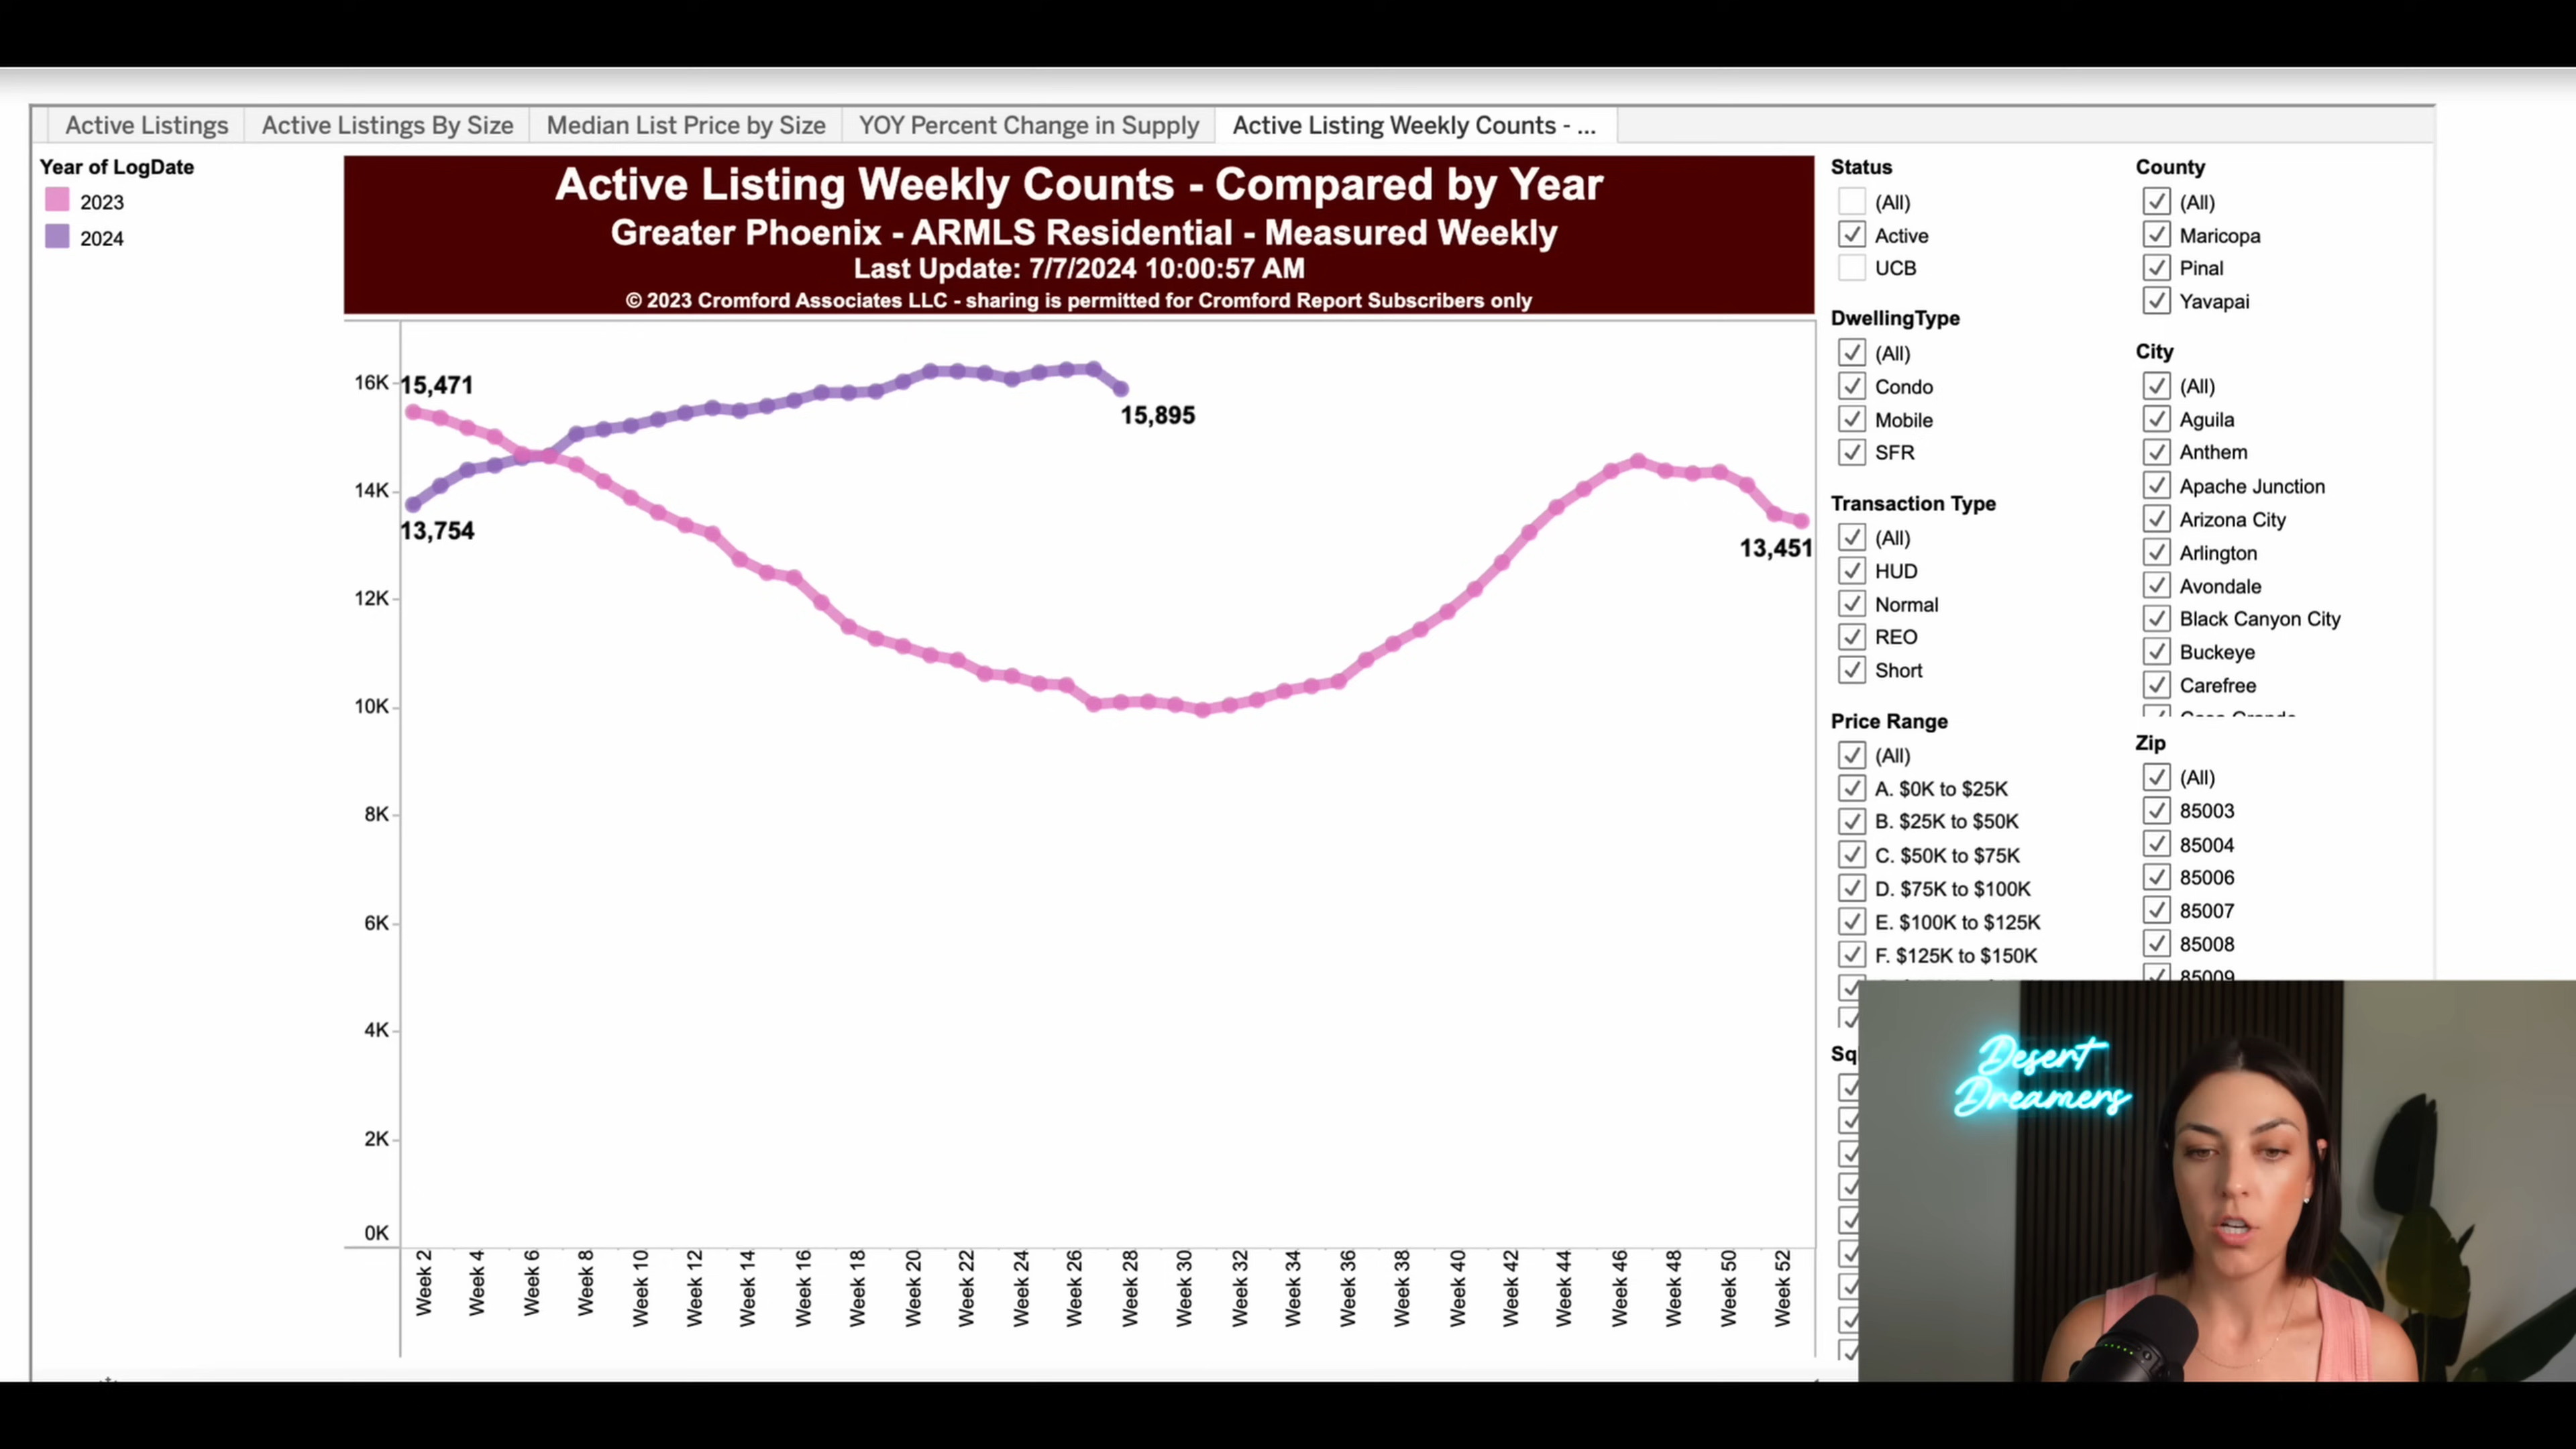 Active Listings
Active Listings By Size
Median List Price by Size
YOY Percent Change in Supply
Active Listing Weekly Counts - ...
Year of LogDate
2023
2024
Active Listing Weekly Counts - Compared by Year
Greater Phoenix - ARMLS Residential - Measured Weekly
Last Update: 7/7/2024 10:00:57 AM
© 2023 Cromford Associates LLC - sharing is permitted for Cromford Report Subscribers only
16K
14K
12K
10K
8K
6K
4K
2K
0K
15,471
13,754
15,895
13,451
Week 2
Week 4
Week 6
Week 8
Week 10
Week 12
Week 14
Week 16
Week 18
Week 20
Week 22
Week 24
Week 26
Week 28
Week 30
Week 32
Week 34
Week 36
Week 38
Week 40
Week 42
Week 44
Week 46
Week 48
Week 50
Week 52
Status
(All)
Active
UCB
DwellingType
(All)
Condo
Mobile
SFR
Transaction Type
(All)
HUD
Normal
REO
Short
Price Range
(All)
A. $0K to $25K
B. $25K to $50K
C. $50K to $75K
D. $75K to $100K
E. $100K to $125K
F. $125K to $150K
County
(All)
Maricopa
Pinal
Yavapai
City
(All)
Aguila
Anthem
Apache Junction
Arizona City
Arlington
Avondale
Black Canyon City
Buckeye
Carefree
Zip
(All)
85003
85004
85006
85007
85008
85009
Desert
Dreamers